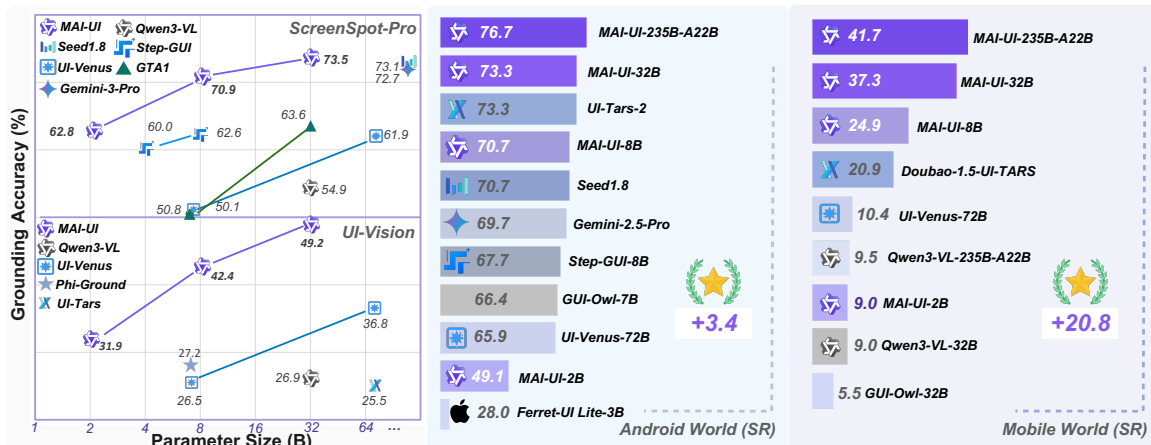 MAI-UI
Qwen3-VL
ScreenSpot-Pro
Seed1.8
Step-GUI
UI-Venus
GTA1
Gemini-3-Pro
73.5
73.1
72.7
70.9
62.8
60.0
62.6
63.6
61.9
54.9
50.8
50.1
Grounding Accuracy (%)
MAI-UI
UI-Vision
Qwen3-VL
UI-Venus
Phi-Ground
UI-Tars
49.2
42.4
31.9
36.8
27.2
26.5
26.9
25.5
1 2 4 8 16 32 64 ...
Parameter Size (B)
76.7 MAI-UI-235B-A22B
73.3 MAI-UI-32B
73.3 UI-Tars-2
70.7 MAI-UI-8B
70.7 Seed1.8
69.7 Gemini-2.5-Pro
67.7 Step-GUI-8B
66.4 GUI-Owl-7B
65.9 UI-Venus-72B
49.1 MAI-UI-2B
28.0 Ferret-UI Lite-3B
+3.4
Android World (SR)
41.7 MAI-UI-235B-A22B
37.3 MAI-UI-32B
24.9 MAI-UI-8B
20.9 Doubao-1.5-UI-TARS
10.4 UI-Venus-72B
9.5 Qwen3-VL-235B-A22B
9.0 MAI-UI-2B
9.0 Qwen3-VL-32B
5.5 GUI-Owl-32B
+20.8
Mobile World (SR)